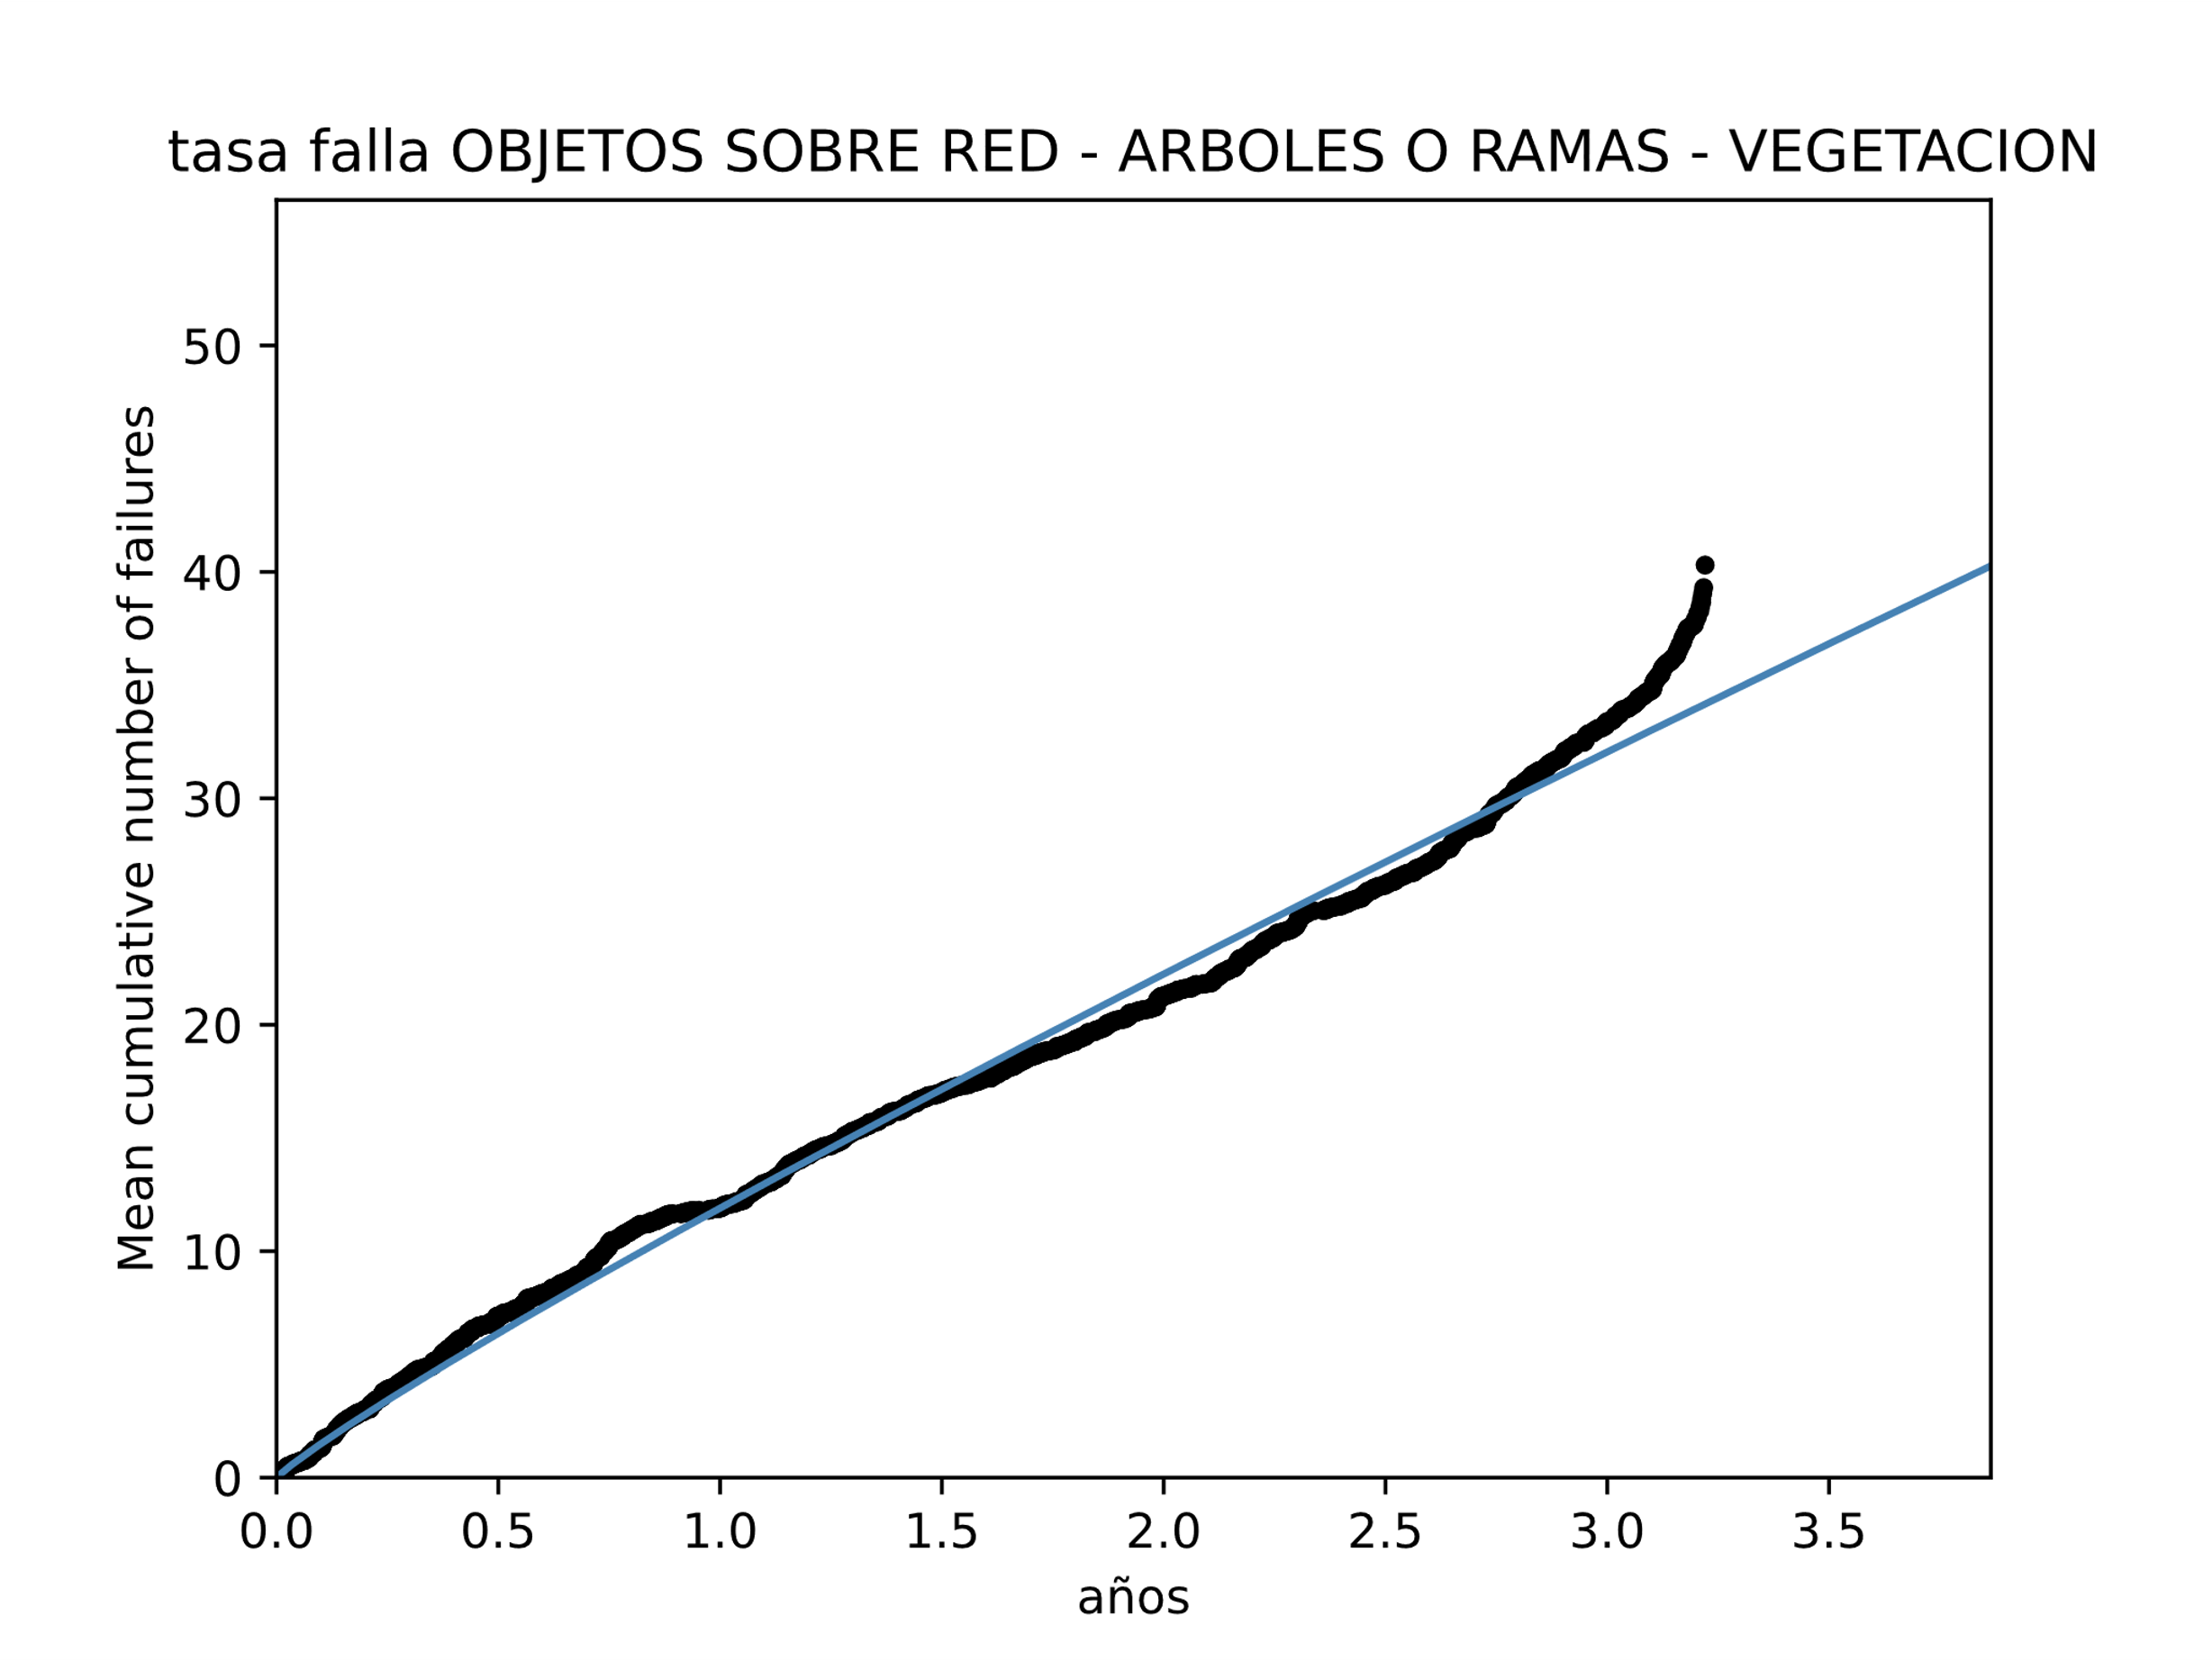 tasa falla OBJETOS SOBRE RED - ARBOLES O RAMAS - VEGETACION
Mean cumulative number of failures
50
40
30
20
10
0
0.0 0.5 1.0 1.5 2.0 2.5 3.0 3.5
años